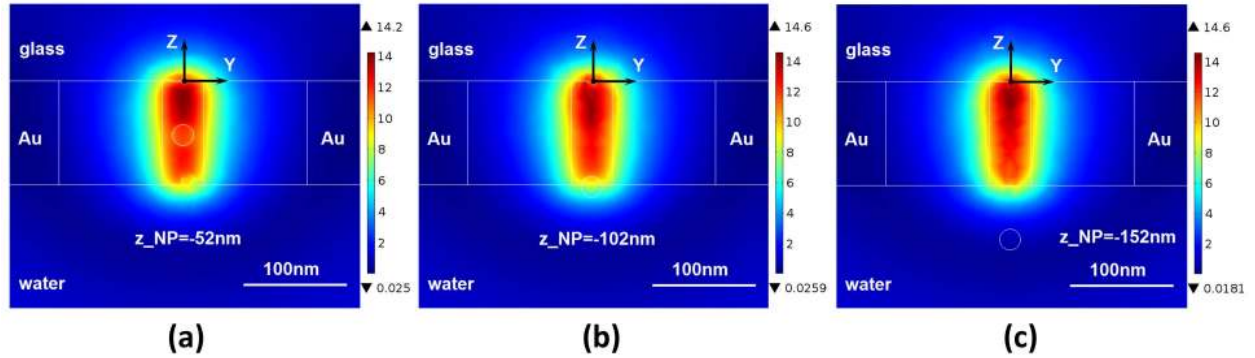 ▲ 14.2
Z
glass
Y
14
12
10
8
6
4
2
Au
Au
z_NP=-52nm
100nm
water
▼ 0.025
(a)
▲ 14.6
Z
glass
Y
14
12
10
8
6
4
2
Au
Au
z_NP=-102nm
100nm
water
▼ 0.0259
(b)
▲ 14.6
Z
glass
Y
14
12
10
8
6
4
2
Au
Au
z_NP=-152nm
100nm
water
▼ 0.0181
(c)